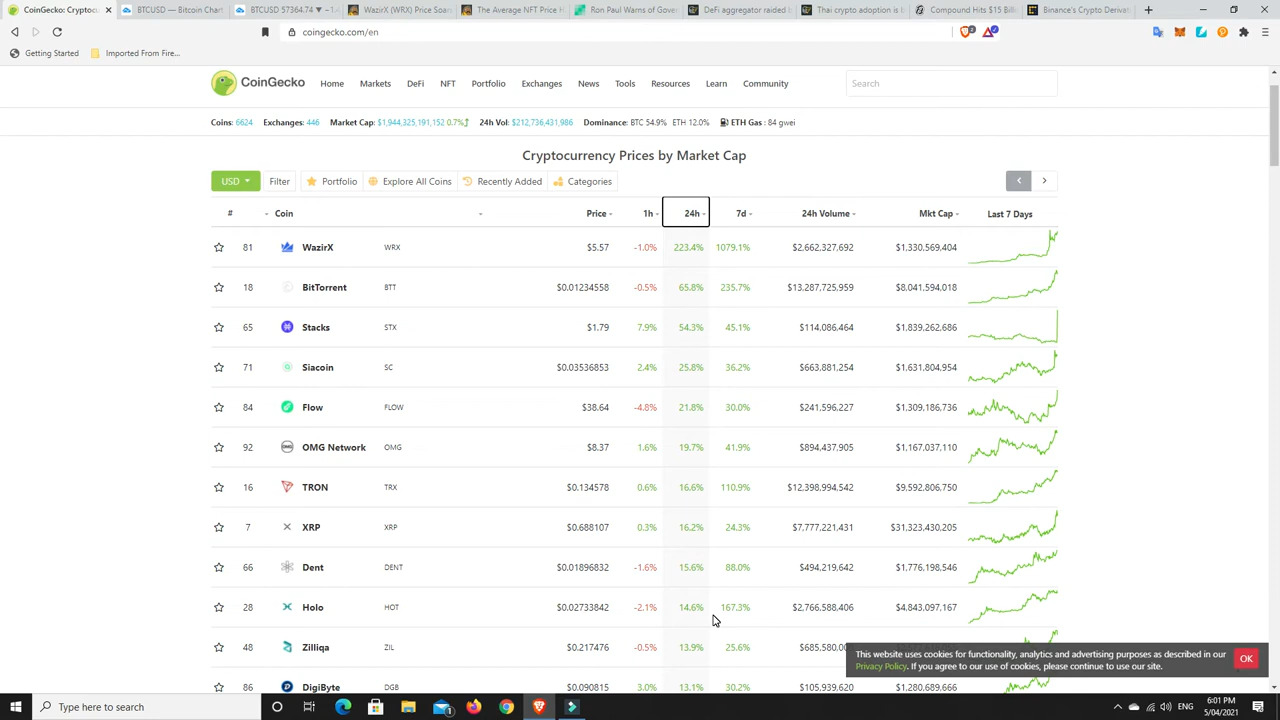 CoinGecko: Cryptocu
BTCUSD — Bitcoin Chart
BTCUSD 57364.74 ▼ −1.
WazirX (WRX) Price Soars
The Average NFT Price H
Ron Paul Warns of Gover
DeFi aggregator raised b
Thai crypto adoption is b
Compound Hits $15 Billi
Binance's Crypto Deriva
coingecko.com/en
Getting Started
Imported From Fire...
CoinGecko
Home
Markets
DeFi
NFT
Portfolio
Exchanges
News
Tools
Resources
Learn
Community
Search
Coins: 6624 Exchanges: 446 Market Cap: $1,944,325,191,152 0.7% 24h Vol: $212,736,431,986 Dominance: BTC 54.9% ETH 12.0% ETH Gas : 84 gwei
Cryptocurrency Prices by Market Cap
USD
Filter
Portfolio
Explore All Coins
Recently Added
Categories
# Coin Price 1h 24h 7d 24h Volume Mkt Cap Last 7 Days
81 WazirX WRX $5.57 -1.0% 223.4% 1079.1% $2,662,327,692 $1,330,569,404
18 BitTorrent BTT $0.01234558 -0.5% 65.8% 235.7% $13,287,725,959 $8,041,594,018
65 Stacks STX $1.79 7.9% 54.3% 45.1% $114,086,464 $1,839,262,686
71 Siacoin SC $0.03536853 2.4% 25.8% 36.2% $663,881,254 $1,631,804,954
84 Flow FLOW $38.64 -4.8% 21.8% 30.0% $241,596,227 $1,309,186,736
92 OMG Network OMG $8.37 1.6% 19.7% 41.9% $894,437,905 $1,167,037,110
16 TRON TRX $0.134578 0.6% 16.6% 110.9% $12,398,994,542 $9,592,806,750
7 XRP XRP $0.688107 0.3% 16.2% 24.3% $7,777,221,431 $31,323,430,205
66 Dent DENT $0.01896832 -1.6% 15.6% 88.0% $494,219,642 $1,776,198,546
28 Holo HOT $0.02733842 -2.1% 14.6% 167.3% $2,766,588,406 $4,843,097,167
48 Zilliqa ZIL $0.217476 -0.5% 13.9% 25.6% $685,580,0
86 DigiByte DGB $0.090815 3.0% 13.1% 30.2% $105,939,620 $1,280,689,666
This website uses cookies for functionality, analytics and advertising purposes as described in our
Privacy Policy. If you agree to our use of cookies, please continue to use our site.
OK
Type here to search
ENG
6:01 PM
5/04/2021